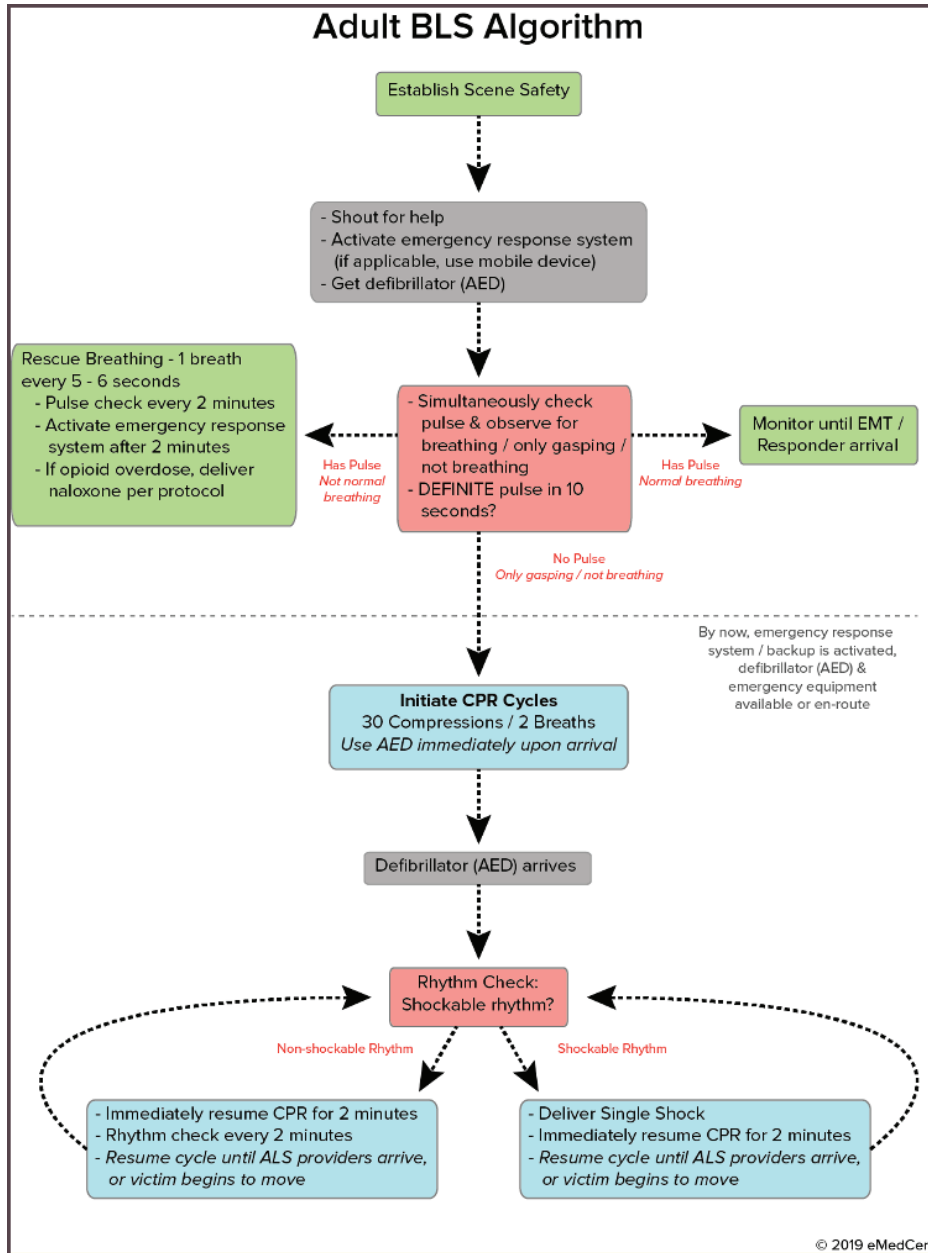 Adult BLS Algorithm
Establish Scene Safety
- Shout for help
- Activate emergency response system
(if applicable, use mobile device)
- Get defibrillator (AED)
Rescue Breathing - 1 breath
every 5 - 6 seconds
- Pulse check every 2 minutes
- Activate emergency response
system after 2 minutes
- If opioid overdose, deliver
naloxone per protocol
Has Pulse
Not normal
breathing
- Simultaneously check
pulse & observe for
breathing / only gasping /
not breathing
- DEFINITE pulse in 10
seconds?
Has Pulse
Normal breathing
Monitor until EMT /
Responder arrival
No Pulse
Only gasping / not breathing
By now, emergency response
system / backup is activated,
defibrillator (AED) &
emergency equipment
available or en-route
Initiate CPR Cycles
30 Compressions / 2 Breaths
Use AED immediately upon arrival
Defibrillator (AED) arrives
Rhythm Check:
Shockable rhythm?
Non-shockable Rhythm
Shockable Rhythm
- Immediately resume CPR for 2 minutes
- Rhythm check every 2 minutes
- Resume cycle until ALS providers arrive,
or victim begins to move
- Deliver Single Shock
- Immediately resume CPR for 2 minutes
- Resume cycle until ALS providers arrive,
or victim begins to move
© 2019 eMedCer